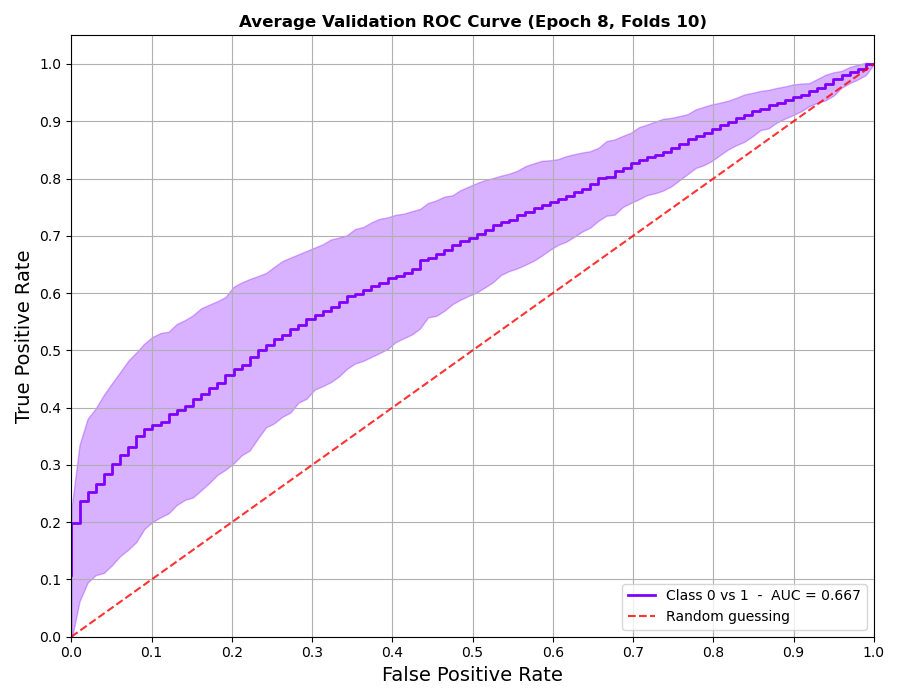 Average Validation ROC Curve (Epoch 8, Folds 10)
True Positive Rate
1.0
0.9
0.8
0.7
0.6
0.5
0.4
0.3
0.2
0.1
0.0
Class 0 vs 1 - AUC = 0.667
Random guessing
0.0 0.1 0.2 0.3 0.4 0.5 0.6 0.7 0.8 0.9 1.0
False Positive Rate